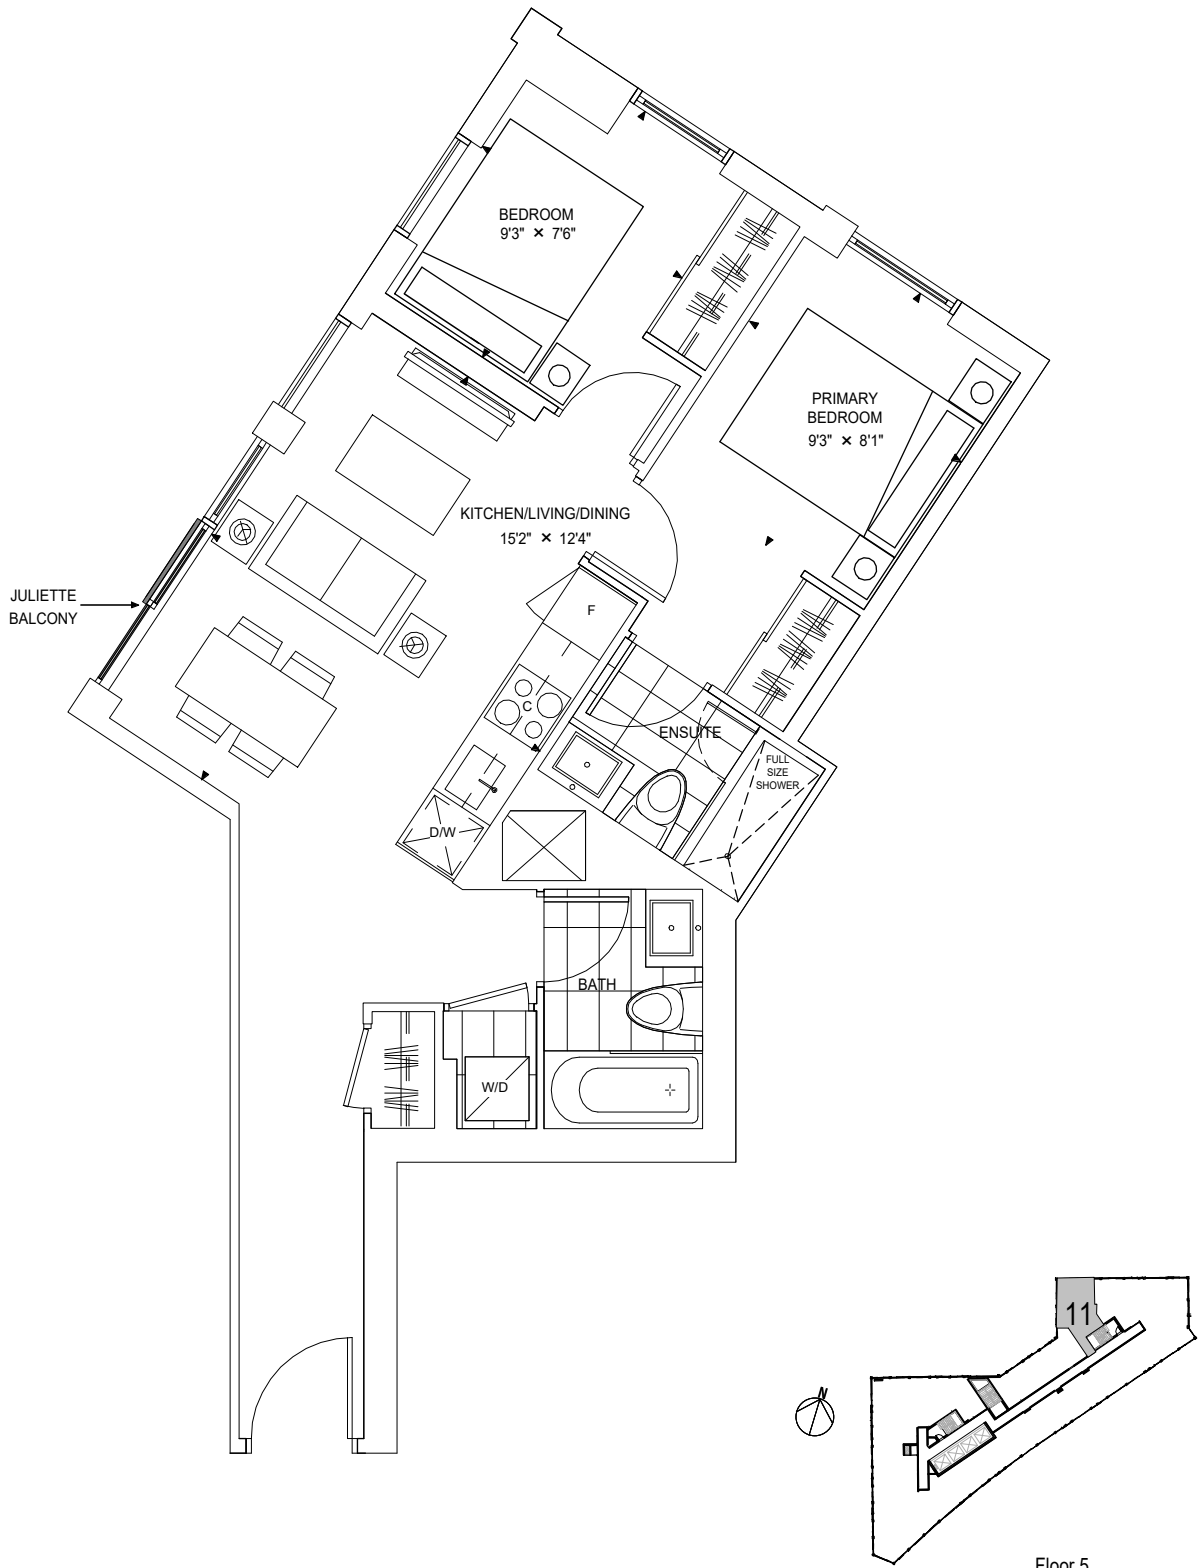 BEDROOM
9'3" × 7'6"
PRIMARY
BEDROOM
9'3" × 8'1"
KITCHEN/LIVING/DINING
15'2" × 12'4"
JULIETTE
BALCONY
F
C
ENSUITE
FULL
SIZE
SHOWER
D/W
BATH
W/D
11
N
Floor 5